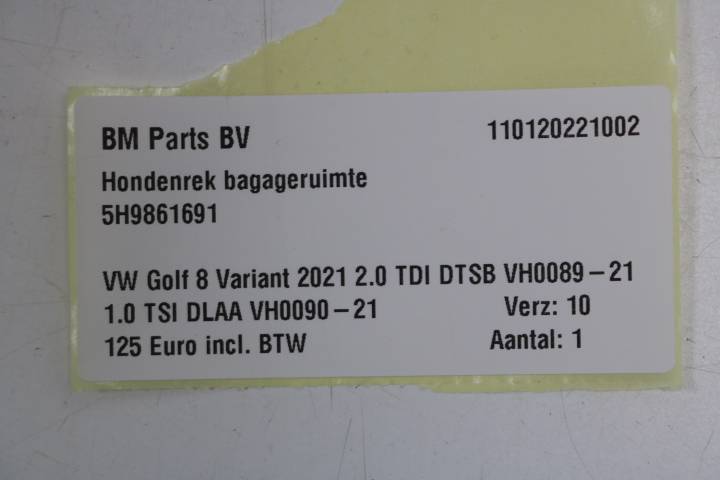 BM Parts BV 110120221002
Hondenrek bagageruimte
5H9861691
VW Golf 8 Variant 2021 2.0 TDI DTSB VH0089-21
1.0 TSI DLAA VH0090-21 Verz: 10
125 Euro incl. BTW Aantal: 1